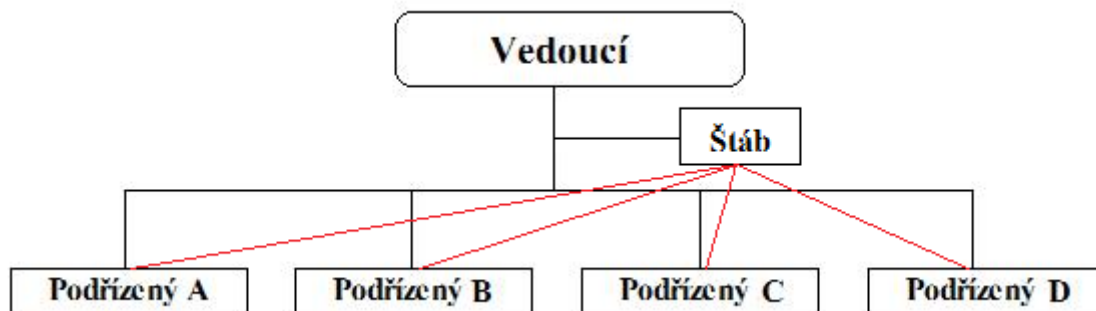 Vedoucí
Štáb
Podřízený A
Podřízený B
Podřízený C
Podřízený D